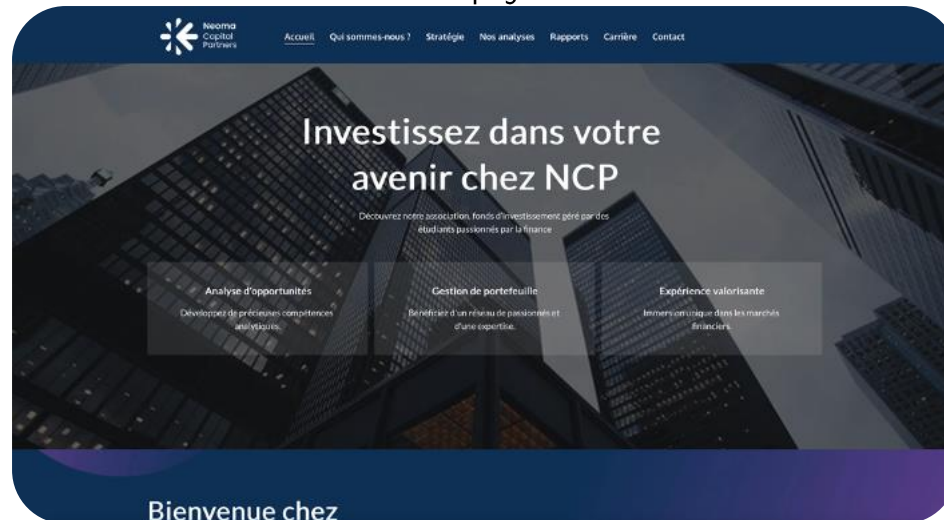 Neoma
Capital
Partners
Accueil Qui sommes-nous ? Stratégie Nos analyses Rapports Carrière Contact
Investissez dans votre
avenir chez NCP
Découvrez notre association, fonds d'investissement géré par des
étudiants passionnés par la finance
Analyse d'opportunités
Développez de précieuses compétences
analytiques.
Gestion de portefeuille
Bénéficiez d'un réseau de passionnés et
d'une expertise.
Expérience valorisante
Immersion unique dans les marchés
financiers.
Bienvenue chez